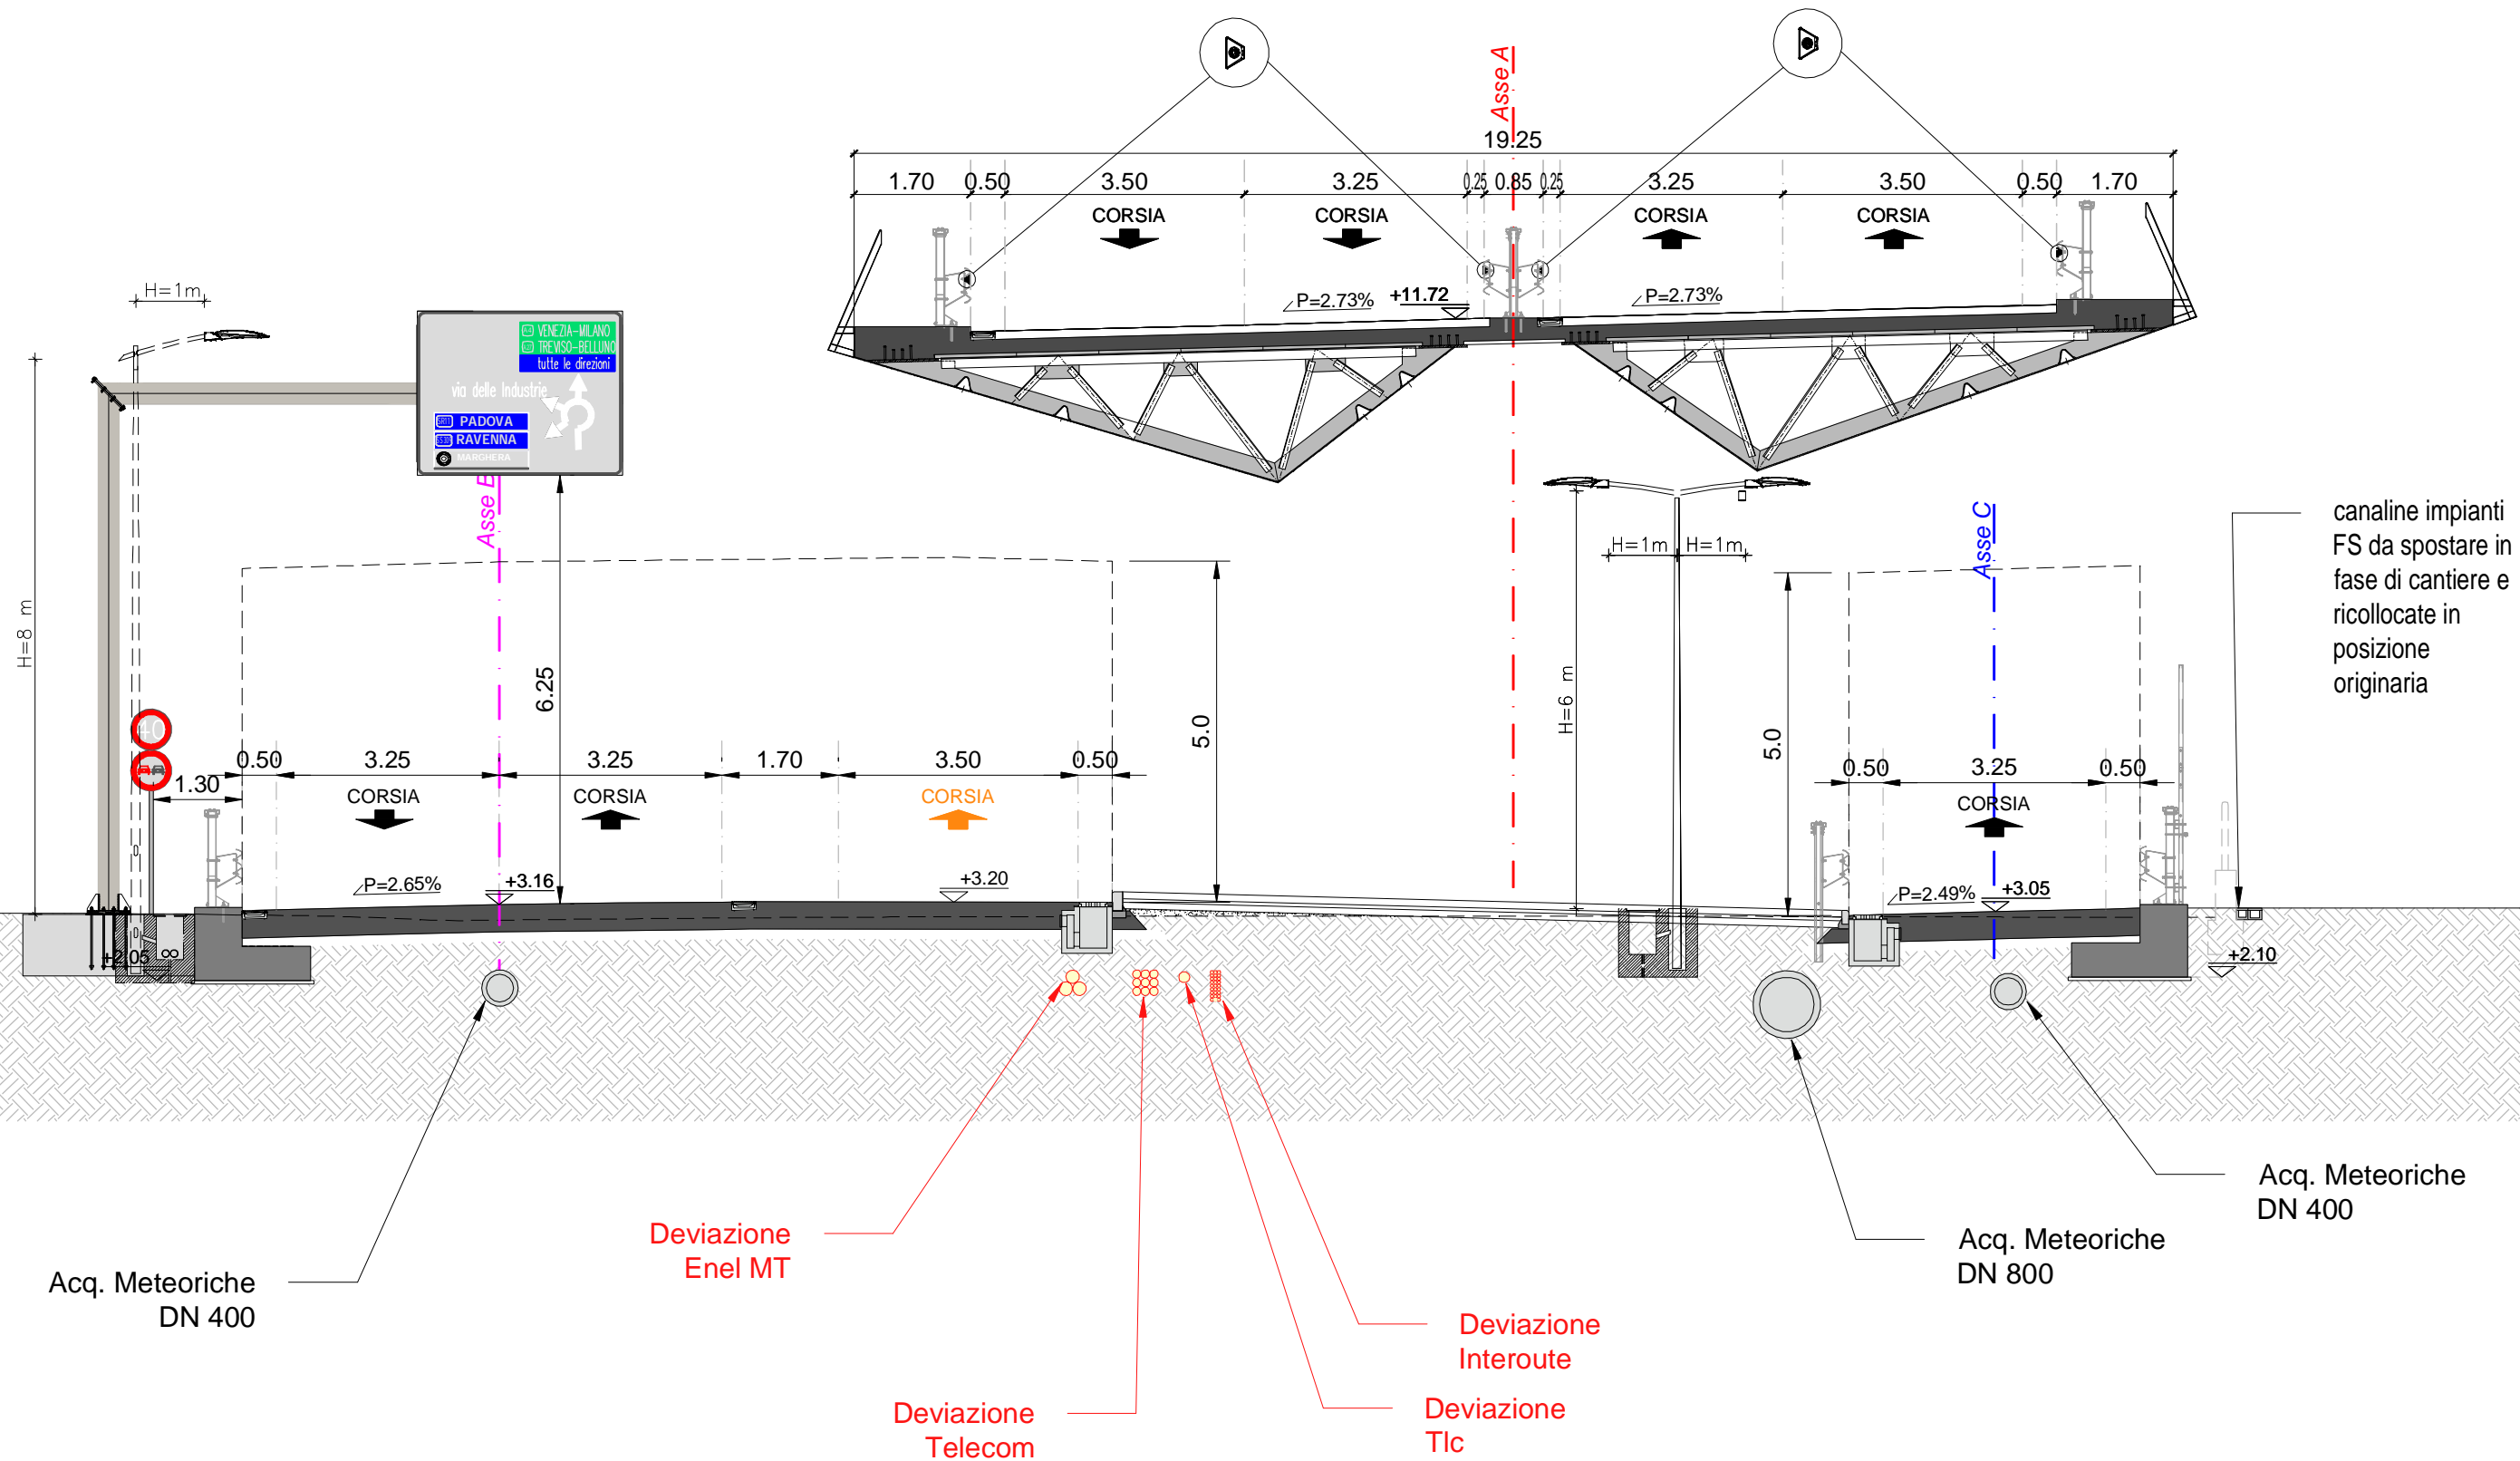 Asse A
19.25
1.70 0.50 3.50 3.25 0.25 0.85 0.25 3.25 3.50 0.50 1.70
CORSIA CORSIA CORSIA CORSIA
P=2.73% +11.72 P=2.73%
H=1m
H=8 m
VENEZIA-MILANO
TREVISO-BELLUNO
tutte le direzioni
via delle Industrie
PADOVA
RAVENNA
MARGHERA
Asse B
6.25
5.0
H=1m H=1m
H=6 m
Asse C
5.0
canaline impianti
FS da spostare in
fase di cantiere e
ricollocate in
posizione
originaria
40
1.30
0.50 3.25 3.25 1.70 3.50 0.50
CORSIA CORSIA CORSIA
0.50 3.25 0.50
CORSIA
P=2.65% +3.16 +3.20
P=2.49% +3.05
+2.05
+2.10
Acq. Meteoriche
DN 400
Deviazione
Enel MT
Deviazione
Telecom
Deviazione
Interoute
Deviazione
Tlc
Acq. Meteoriche
DN 800
Acq. Meteoriche
DN 400